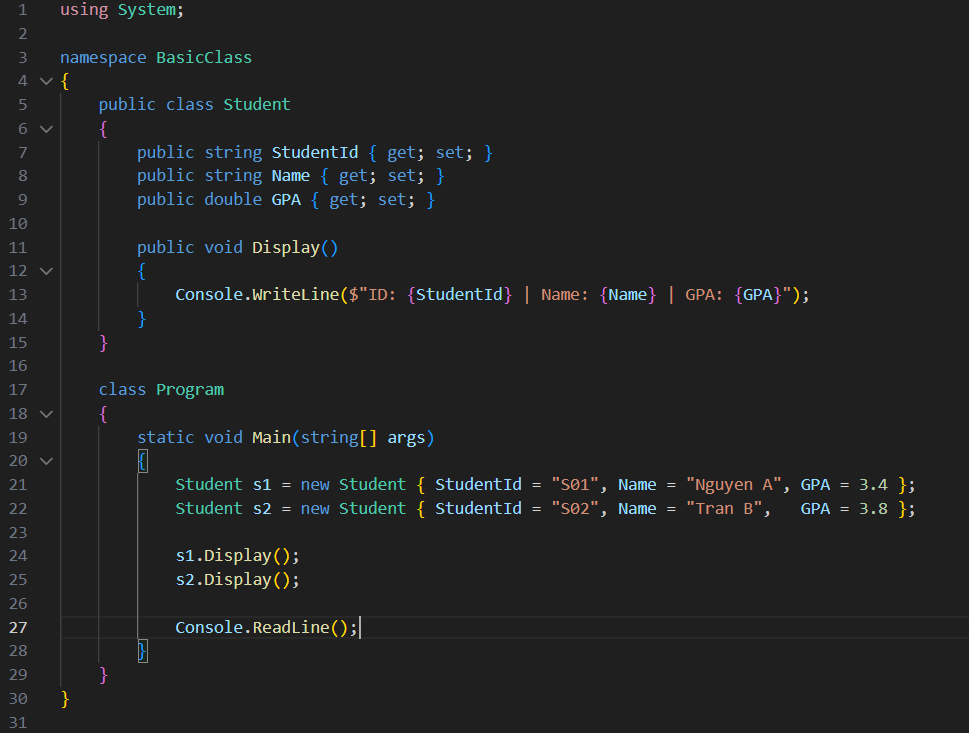 1 using System;
2
3 namespace BasicClass
4 {
5     public class Student
6     {
7         public string StudentId { get; set; }
8         public string Name { get; set; }
9         public double GPA { get; set; }
10
11         public void Display()
12         {
13             Console.WriteLine($"ID: {StudentId} | Name: {Name} | GPA: {GPA}");
14         }
15     }
16
17     class Program
18     {
19         static void Main(string[] args)
20         {
21             Student s1 = new Student { StudentId = "S01", Name = "Nguyen A", GPA = 3.4 };
22             Student s2 = new Student { StudentId = "S02", Name = "Tran B",   GPA = 3.8 };
23
24             s1.Display();
25             s2.Display();
26
27             Console.ReadLine();
28         }
29     }
30 }
31